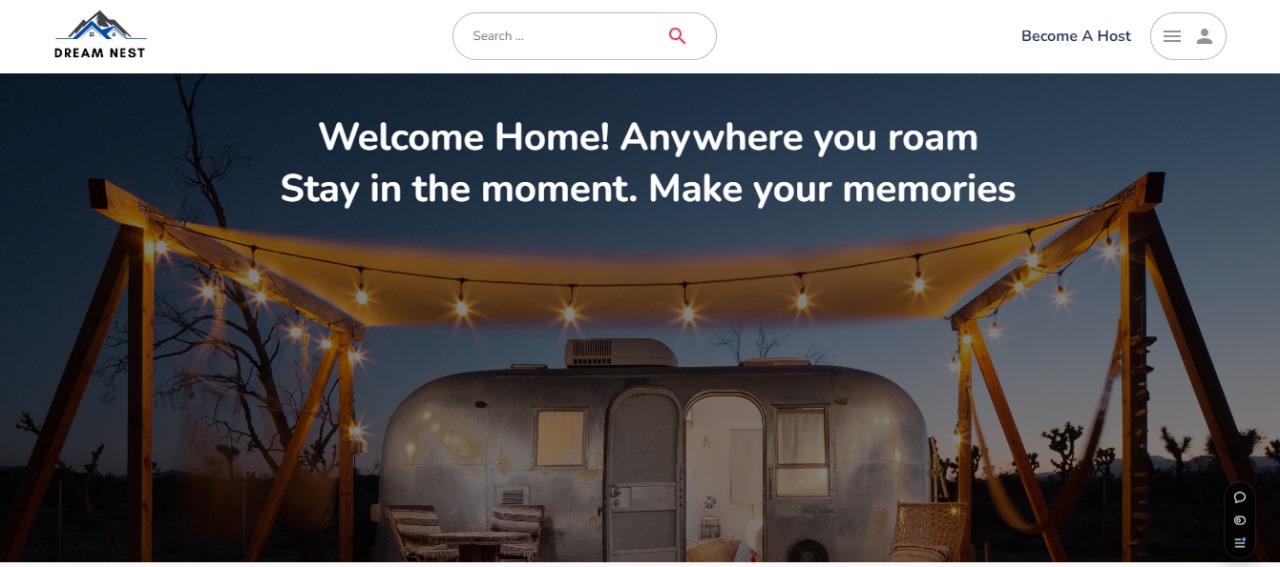 DREAM NEST
Search ...
Become A Host
Welcome Home! Anywhere you roam
Stay in the moment. Make your memories